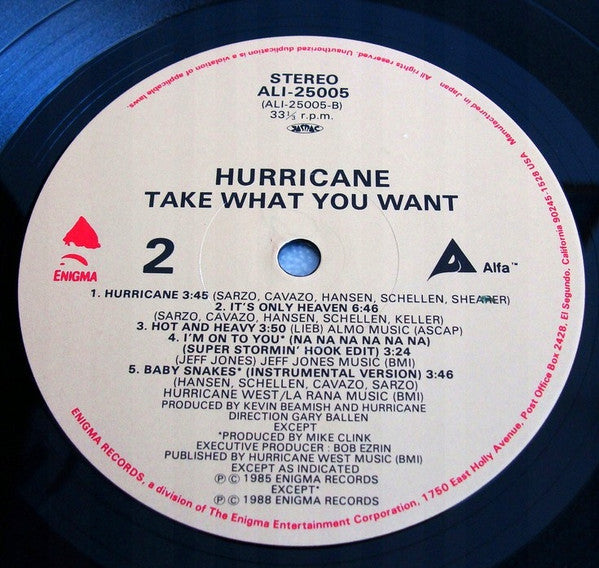 STEREO
ALI-25005
(ALI-25005-B)
33⅓ r.p.m.
JASRAC
HURRICANE
TAKE WHAT YOU WANT
ENIGMA
2
Alfa™
1. HURRICANE 3:45 (SARZO, CAVAZO, HANSEN, SCHELLEN, SHEARER)
2. IT'S ONLY HEAVEN 6:46
(SARZO, CAVAZO, HANSEN, SCHELLEN, KELLER)
3. HOT AND HEAVY 3:50 (LIEB) ALMO MUSIC (ASCAP)
4. I'M ON TO YOU* (NA NA NA NA NA NA)
(SUPER STORMIN' HOOK EDIT) 3:24
(JEFF JONES) JEFF JONES MUSIC (BMI)
5. BABY SNAKES* (INSTRUMENTAL VERSION) 3:46
(HANSEN, SCHELLEN, CAVAZO, SARZO)
HURRICANE WEST/LA RANA MUSIC (BMI)
PRODUCED BY KEVIN BEAMISH AND HURRICANE
DIRECTION GARY BALLEN
EXCEPT
*PRODUCED BY MIKE CLINK
EXECUTIVE PRODUCER : BOB EZRIN
PUBLISHED BY HURRICANE WEST MUSIC (BMI)
EXCEPT AS INDICATED
℗ © 1985 ENIGMA RECORDS
EXCEPT*
℗ © 1988 ENIGMA RECORDS
ENIGMA RECORDS, a division of The Enigma Entertainment Corporation, 1750 East Holly Avenue, Post Office Box 2428, El Segundo, California 90245-1528 USA
Manufactured in Japan. All rights reserved. Unauthorized duplication is a violation of applicable laws.